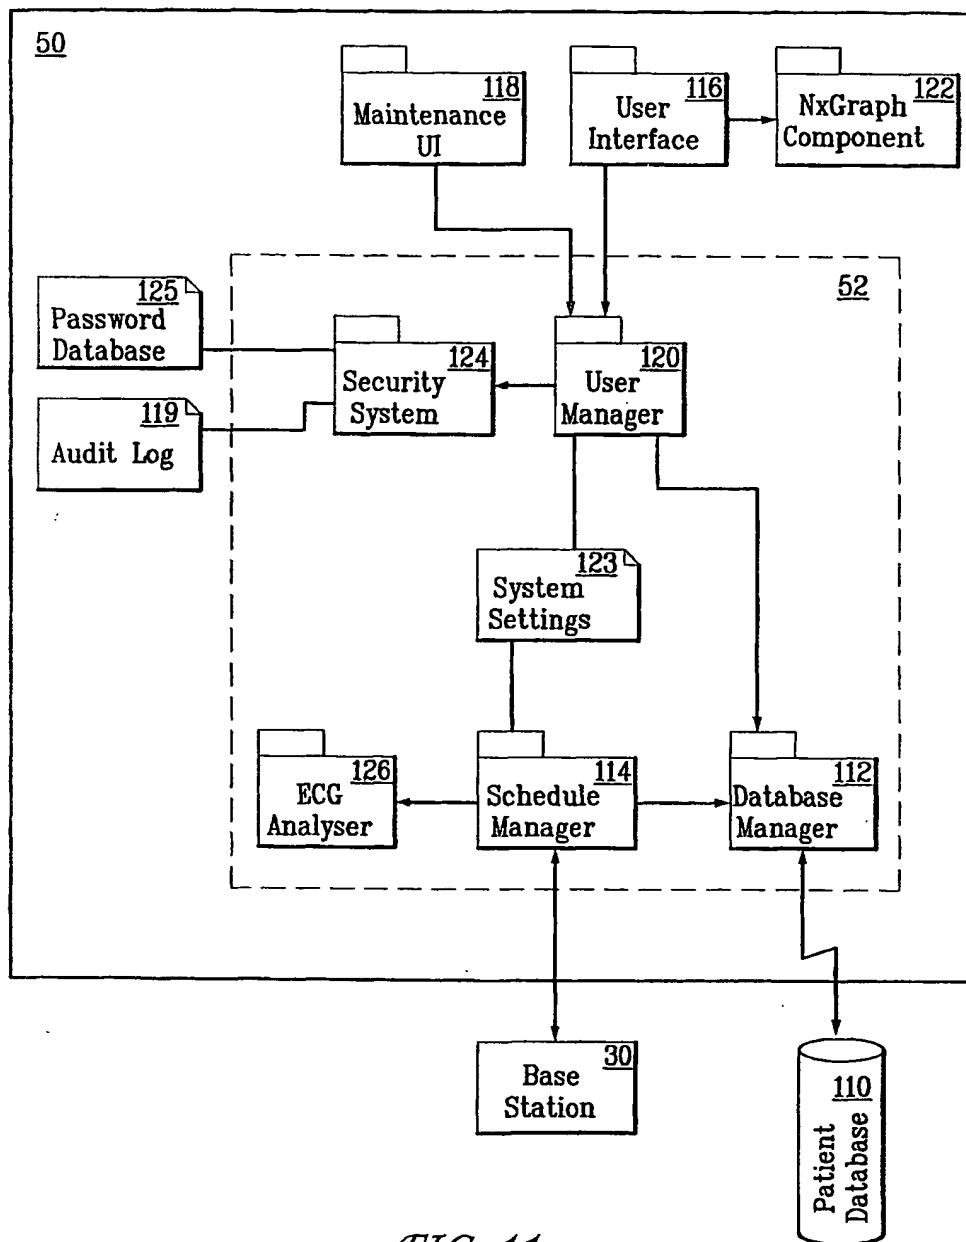 50
118
Maintenance
UI
116
User
Interface
122
NxGraph
Component
52
125
Password
Database
124
Security
System
120
User
Manager
119
Audit Log
123
System
Settings
126
ECG
Analyser
114
Schedule
Manager
112
Database
Manager
30
Base
Station
110
Patient
Database
FIG. 11